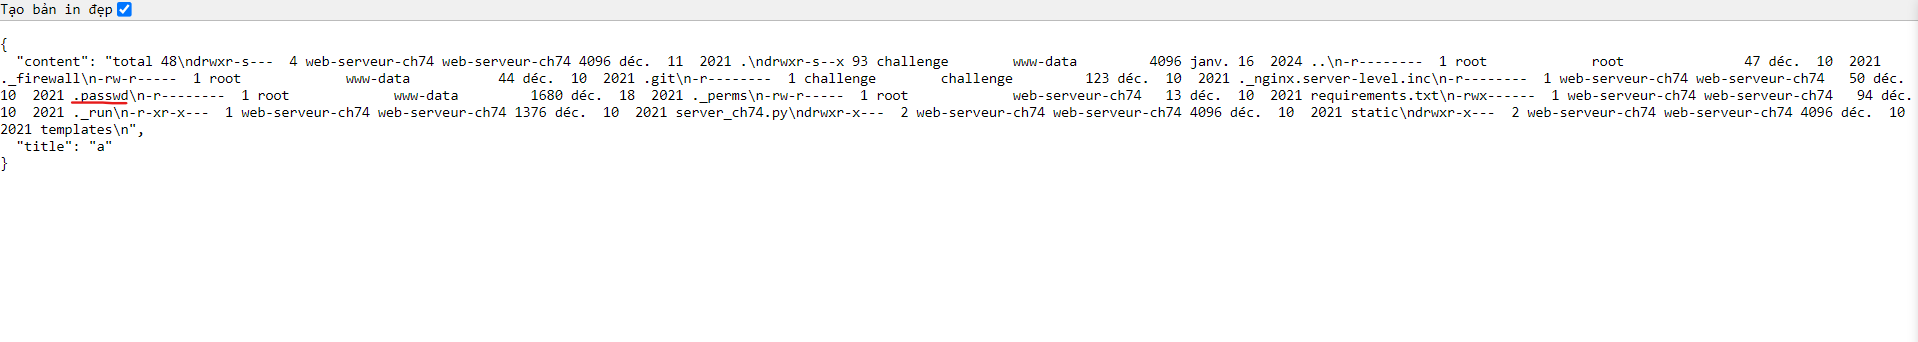 Tạo bản in đẹp
{
  "content": "total 48\ndrwxr-s---  4 web-serveur-ch74 web-serveur-ch74 4096 déc.  11  2021 .\ndrwxr-s--x 93 challenge        www-data         4096 janv. 16  2024 ..\n-r--------  1 root             root               47 déc.  10  2021
._firewall\n-rw-r-----  1 root             www-data           44 déc.  10  2021 .git\n-r--------  1 challenge        challenge         123 déc.  10  2021 ._nginx.server-level.inc\n-r--------  1 web-serveur-ch74 web-serveur-ch74   50 déc.
10  2021 .passwd\n-r--------  1 root             www-data         1680 déc.  18  2021 ._perms\n-rw-r-----  1 root             web-serveur-ch74   13 déc.  10  2021 requirements.txt\n-rwx------  1 web-serveur-ch74 web-serveur-ch74   94 déc.
10  2021 ._run\n-r-xr-x---  1 web-serveur-ch74 web-serveur-ch74 1376 déc.  10  2021 server_ch74.py\ndrwxr-x---  2 web-serveur-ch74 web-serveur-ch74 4096 déc.  10  2021 static\ndrwxr-x---  2 web-serveur-ch74 web-serveur-ch74 4096 déc.  10
2021 templates\n",
  "title": "a"
}